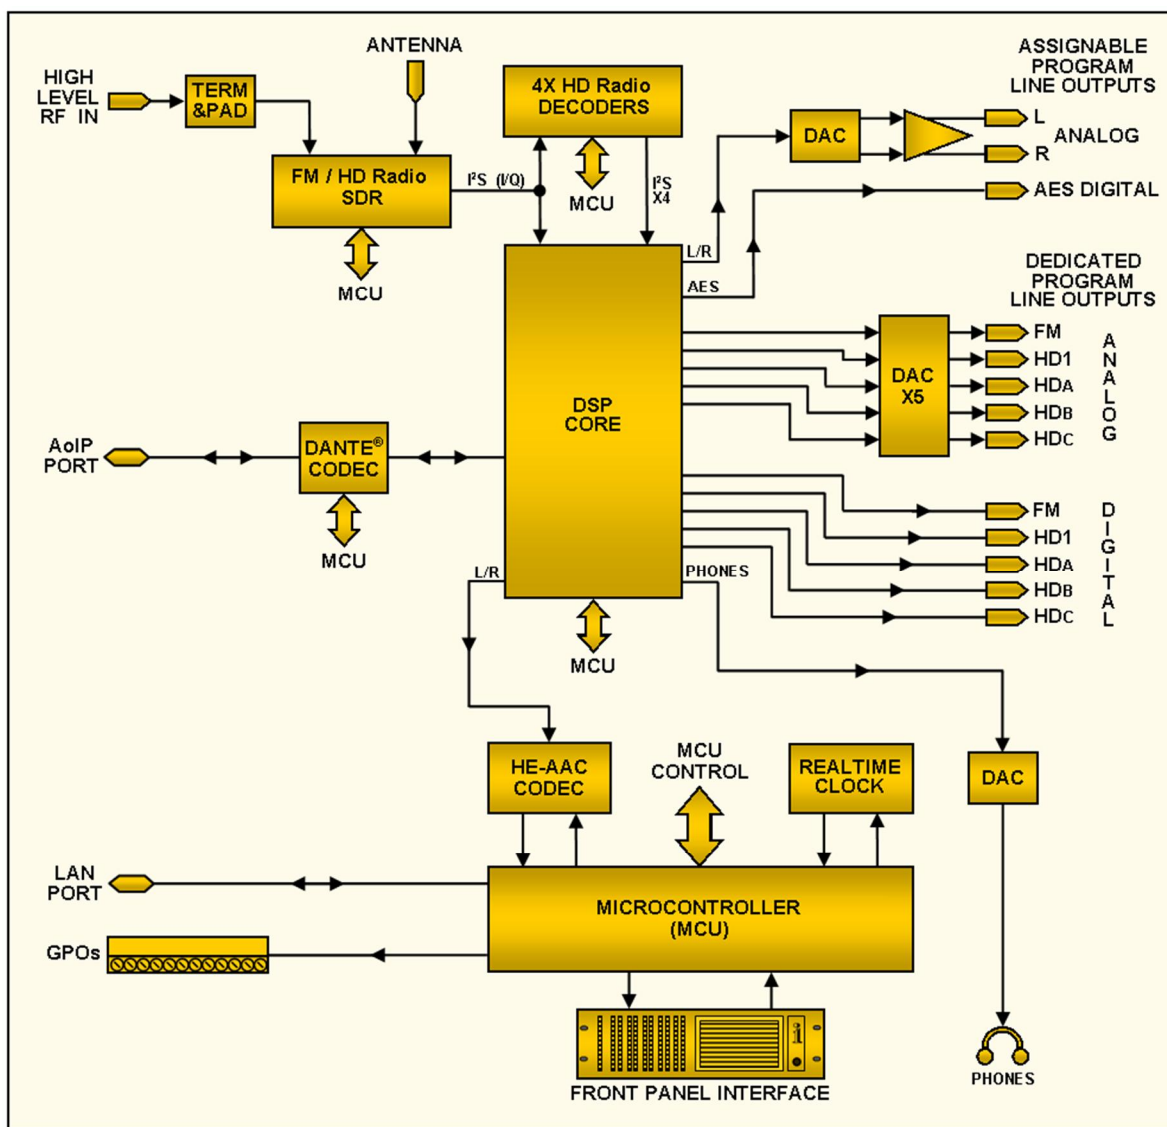 HIGH
LEVEL
RF IN
TERM
&PAD
ANTENNA
FM / HD Radio
SDR
MCU
I²S (I/Q)
4X HD Radio
DECODERS
MCU
I²S
X4
ASSIGNABLE
PROGRAM
LINE OUTPUTS
DAC
L
ANALOG
R
AES DIGITAL
L/R
AES
DEDICATED
PROGRAM
LINE OUTPUTS
DSP
CORE
DAC
X5
FM
HD1
HDA
HDB
HDC
ANALOG
FM
HD1
HDA
HDB
HDC
DIGITAL
AoIP
PORT
DANTE®
CODEC
MCU
L/R
PHONES
MCU
HE-AAC
CODEC
MCU
CONTROL
REALTIME
CLOCK
DAC
LAN
PORT
MICROCONTROLLER
(MCU)
GPOs
i
FRONT PANEL INTERFACE
PHONES